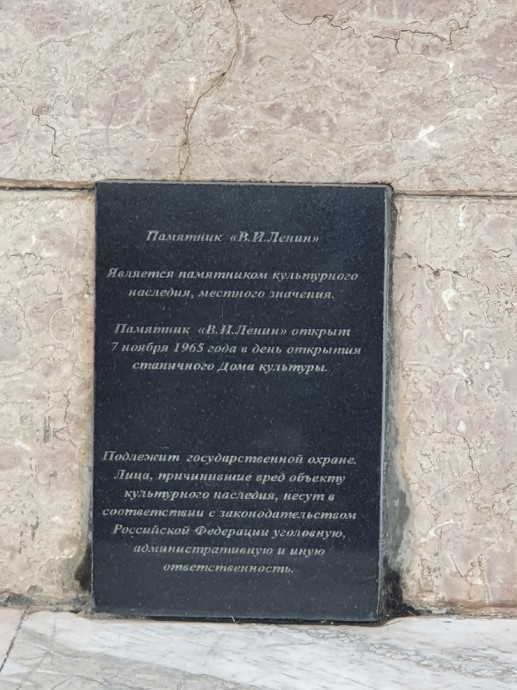 Памятник «В.И.Ленин»
Является памятником культурного
наследия, местного значения.
Памятник «В.И.Ленин» открыт
7 ноября 1965 года в день открытия
станичного Дома культуры.
Подлежит государственной охране.
Лица, причинившие вред объекту
культурного наследия, несут в
соответствии с законодательством
Российской Федерации уголовную,
административную и иную
ответственность.